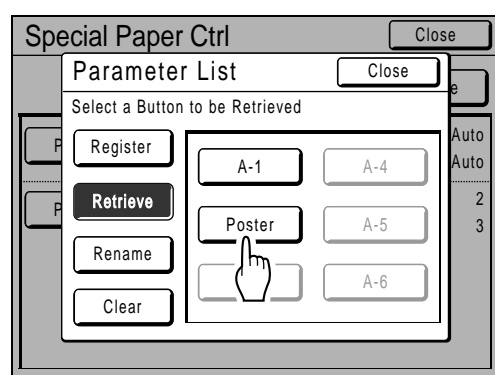 Special Paper Ctrl
Close
Parameter List
Close
Select a Button to be Retrieved
Register
Retrieve
Rename
Clear
A-1
A-4
Poster
A-5
A-6
P
P
e
Auto
Auto
2
3